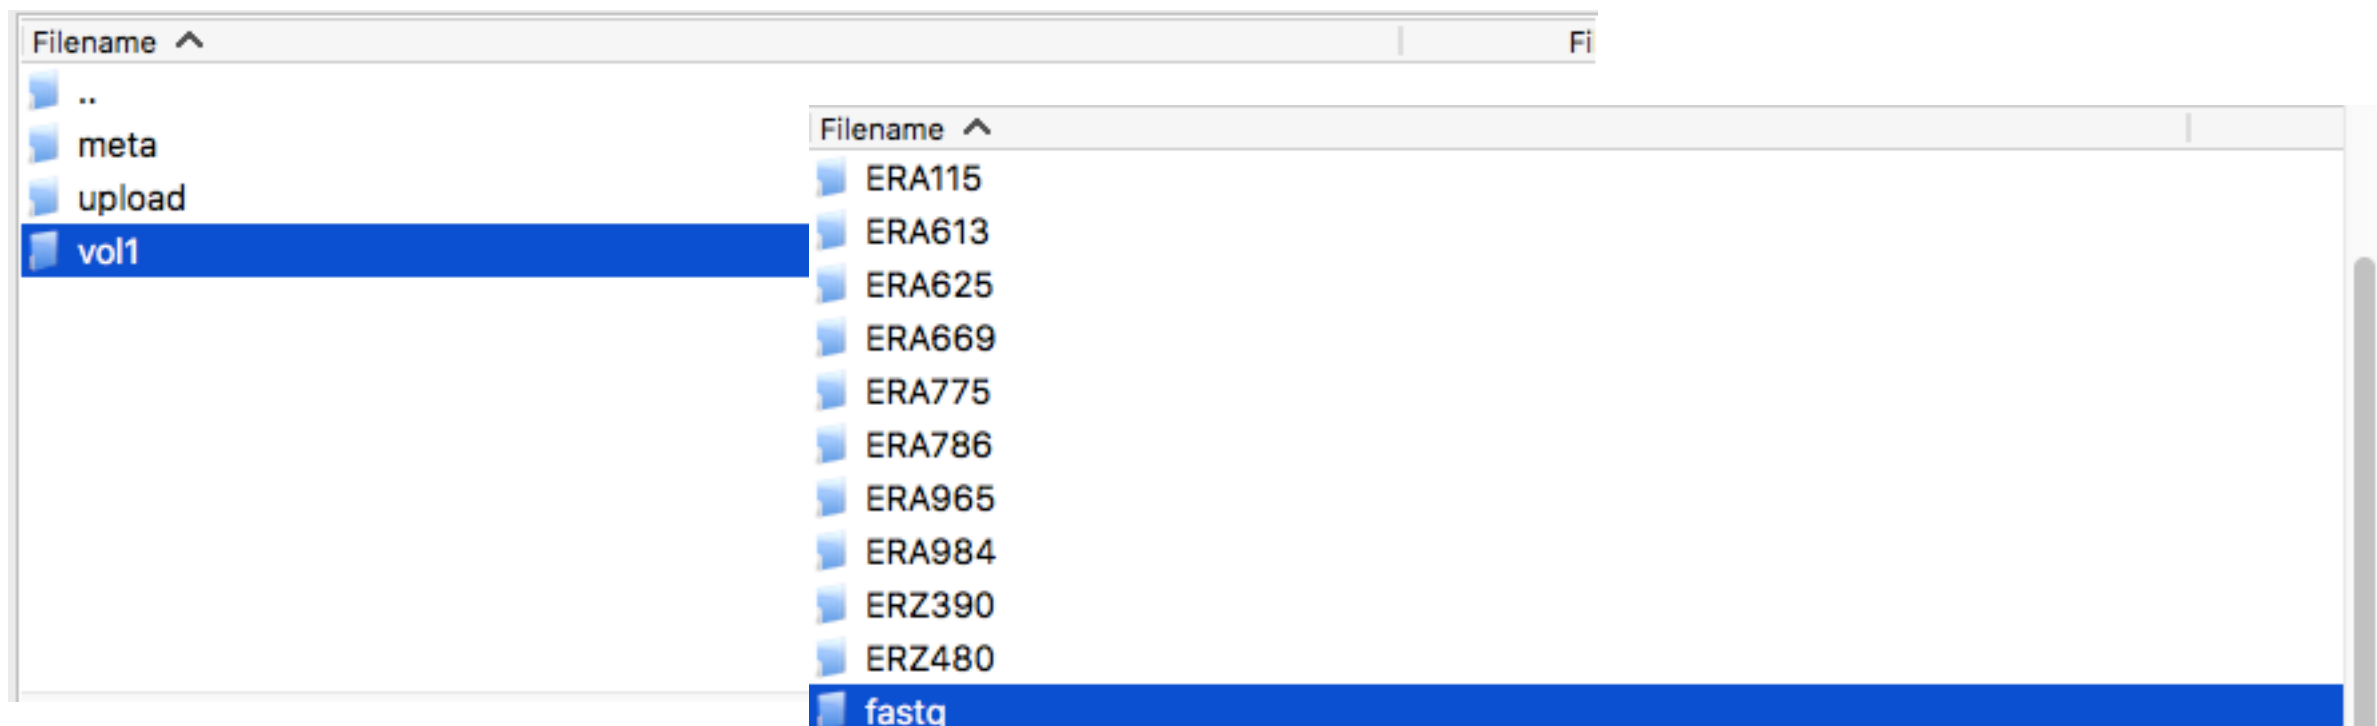 Filename
Fi
..
meta
upload
vol1
Filename
ERA115
ERA613
ERA625
ERA669
ERA775
ERA786
ERA965
ERA984
ERZ390
ERZ480
fastq